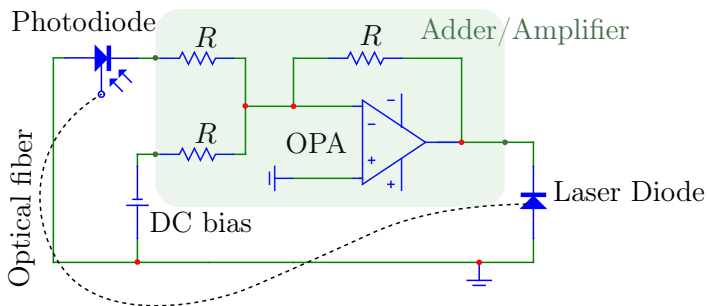 Photodiode
Adder/Amplifier
R
R
R
OPA
Optical fiber
DC bias
Laser Diode